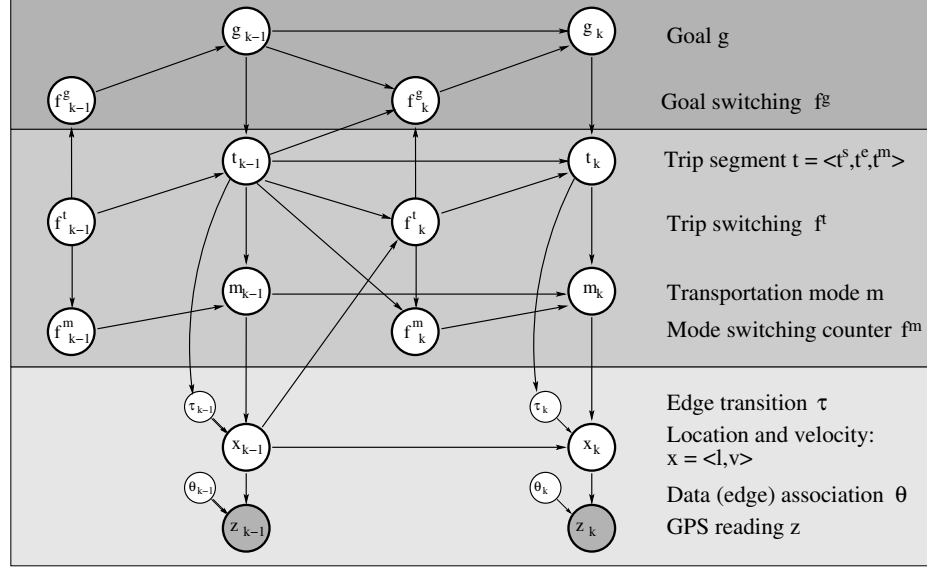 g k−1
g k
Goal g
f g k−1
f g k
Goal switching f g
t k−1
t k
Trip segment t = <t s ,t e ,t m >
f t k−1
f t k
Trip switching f t
m k−1
m k
Transportation mode m
f m k−1
f m k
Mode switching counter f m
τ k−1
τ k
Edge transition τ
x k−1
x k
Location and velocity:
x = <l,v>
θ k−1
θ k
Data (edge) association θ
z k−1
z k
GPS reading z